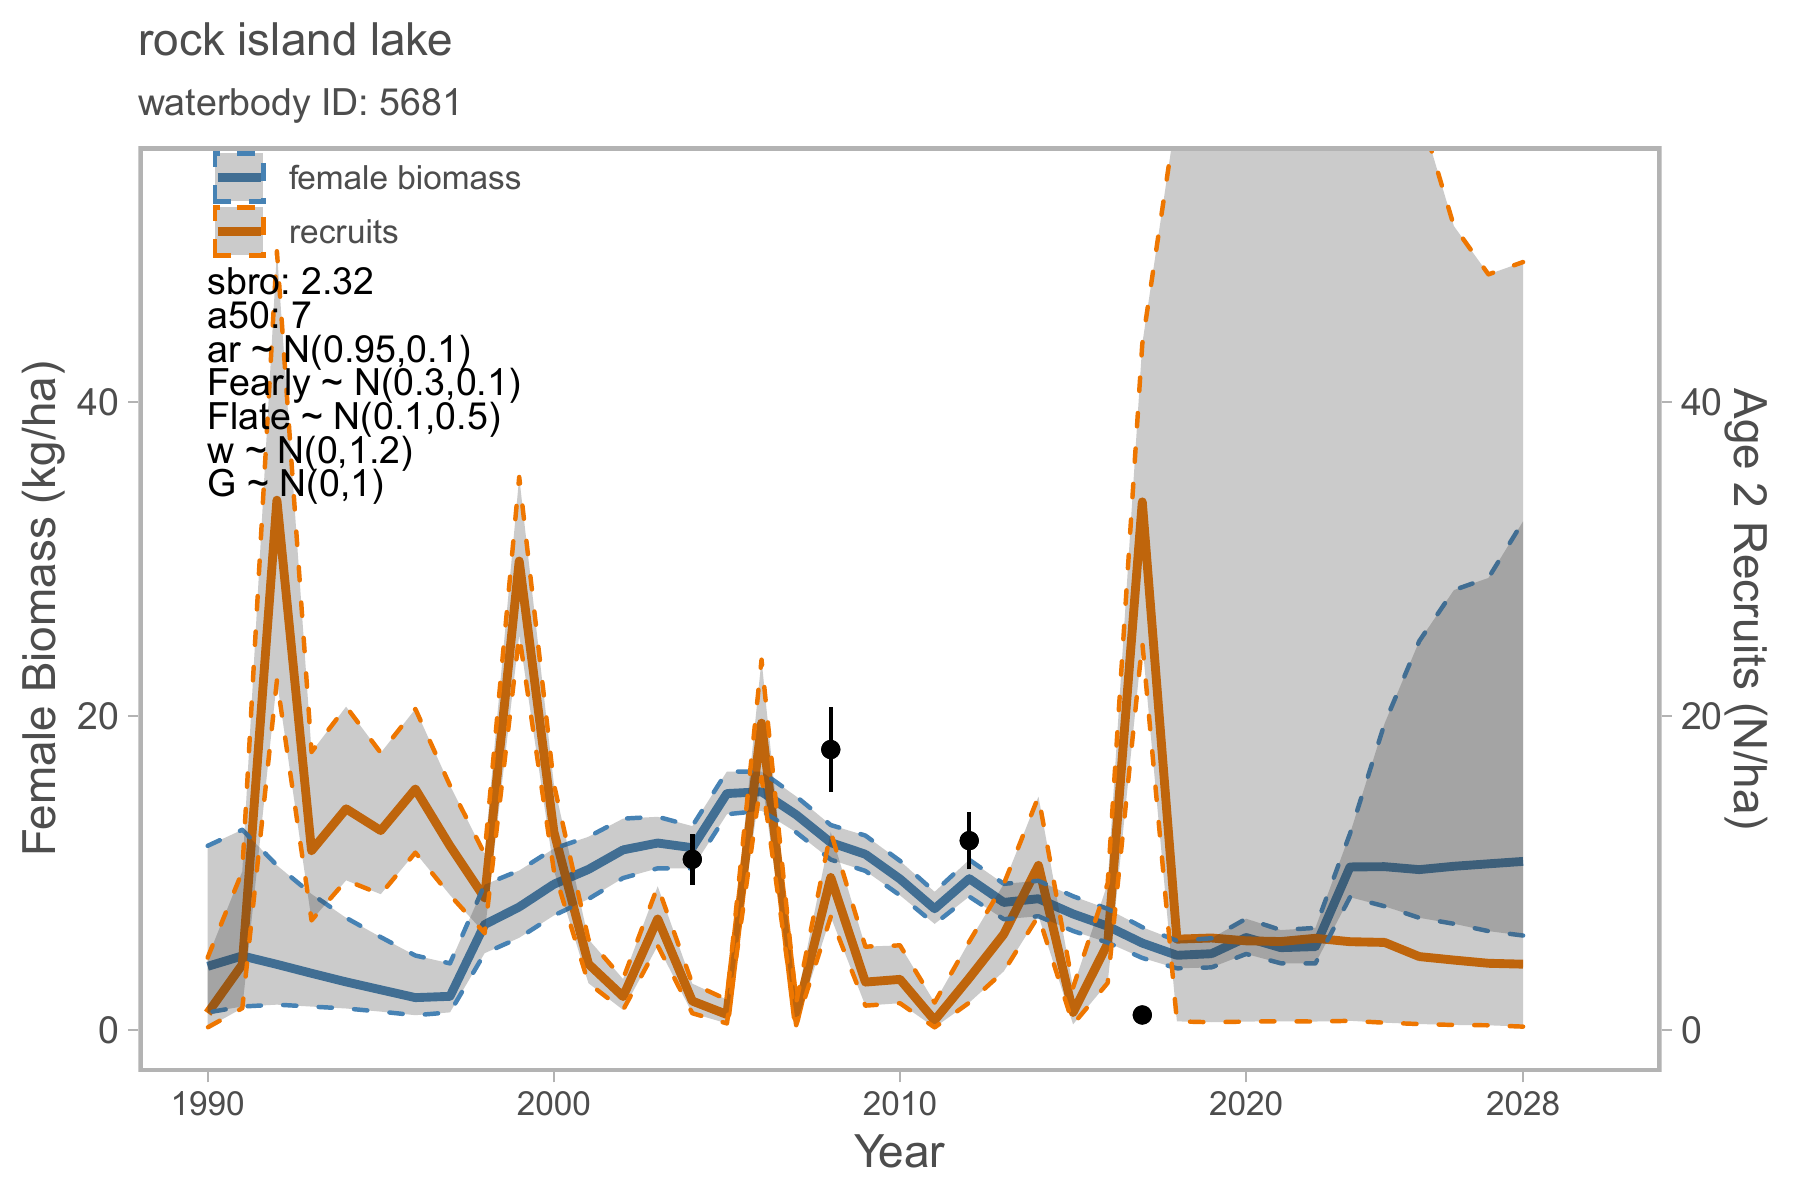 rock island lake
waterbody ID: 5681
female biomass
recruits
sbro: 2.32
a50: 7
ar ~ N(0.95,0.1)
Fearly ~ N(0.3,0.1)
Flate ~ N(0.1,0.5)
w ~ N(0,1.2)
G ~ N(0,1)
Female Biomass (kg/ha)
40
20
0
40
20
0
Age 2 Recruits (N/ha)
1990 2000 2010 2020 2028
Year